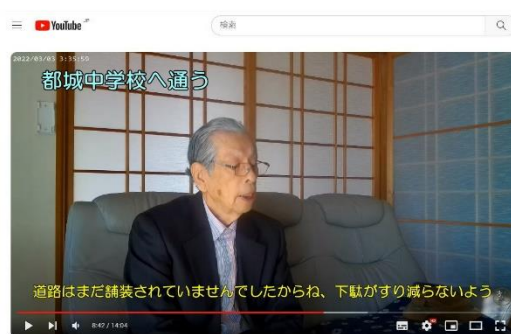 YouTube JP
検索
2022/03/03 3:35:59
都城中学校へ通う
道路はまだ舗装されていませんでしたからね、下駄がすり減らないよう
8:42 / 14:04